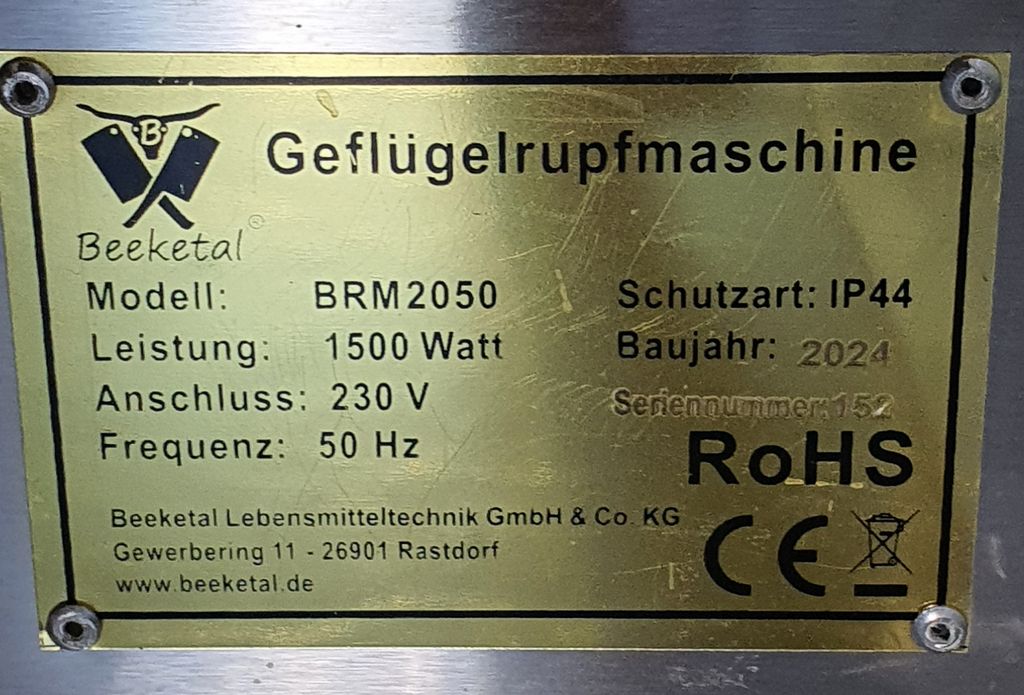 Geflügelrupfmaschine
B
Beeketal®
Modell: BRM2050
Schutzart: IP44
Leistung: 1500 Watt
Baujahr: 2024
Anschluss: 230 V
Seriennummer: 152
Frequenz: 50 Hz
RoHS
Beeketal Lebensmitteltechnik GmbH & Co. KG
Gewerbering 11 - 26901 Rastdorf
www.beeketal.de
CE